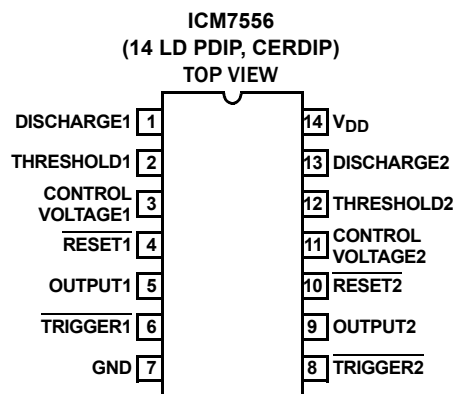 ICM7556
(14 LD PDIP, CERDIP)
TOP VIEW
DISCHARGE1 1
14 VDD
THRESHOLD1 2
13 DISCHARGE2
CONTROL
VOLTAGE1 3
12 THRESHOLD2
RESET1 4
11 CONTROL
VOLTAGE2
OUTPUT1 5
10 RESET2
TRIGGER1 6
9 OUTPUT2
GND 7
8 TRIGGER2